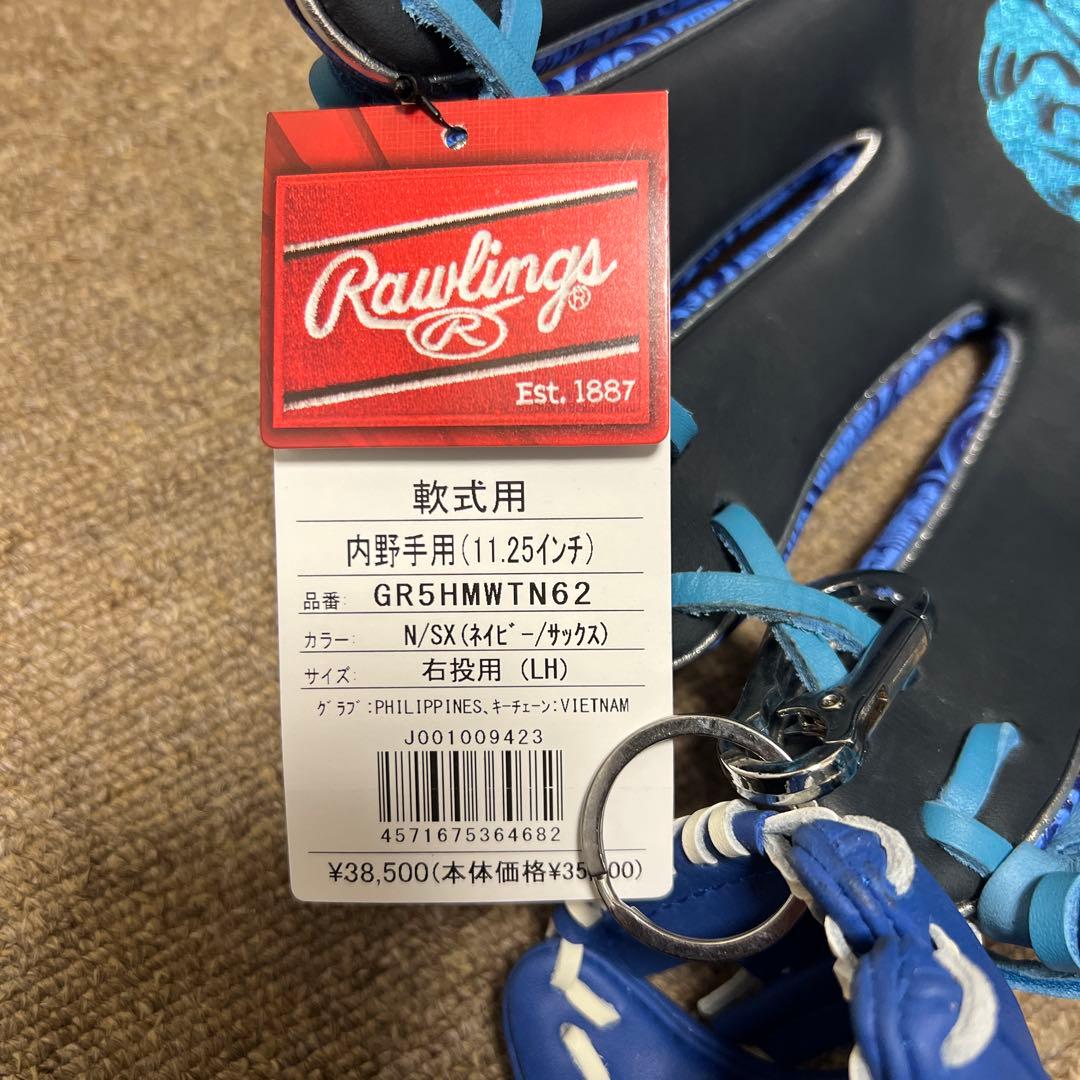 Rawlings®
R
Est. 1887
軟式用
内野手用(11.25インチ)
品番: GR5HMWTN62
カラー: N/SX(ネイビー/サックス)
サイズ: 右投用 (LH)
グラブ:PHILIPPINES、キーチェーン:VIETNAM
J001009423
4571675364682
¥38,500(本体価格¥35,000)